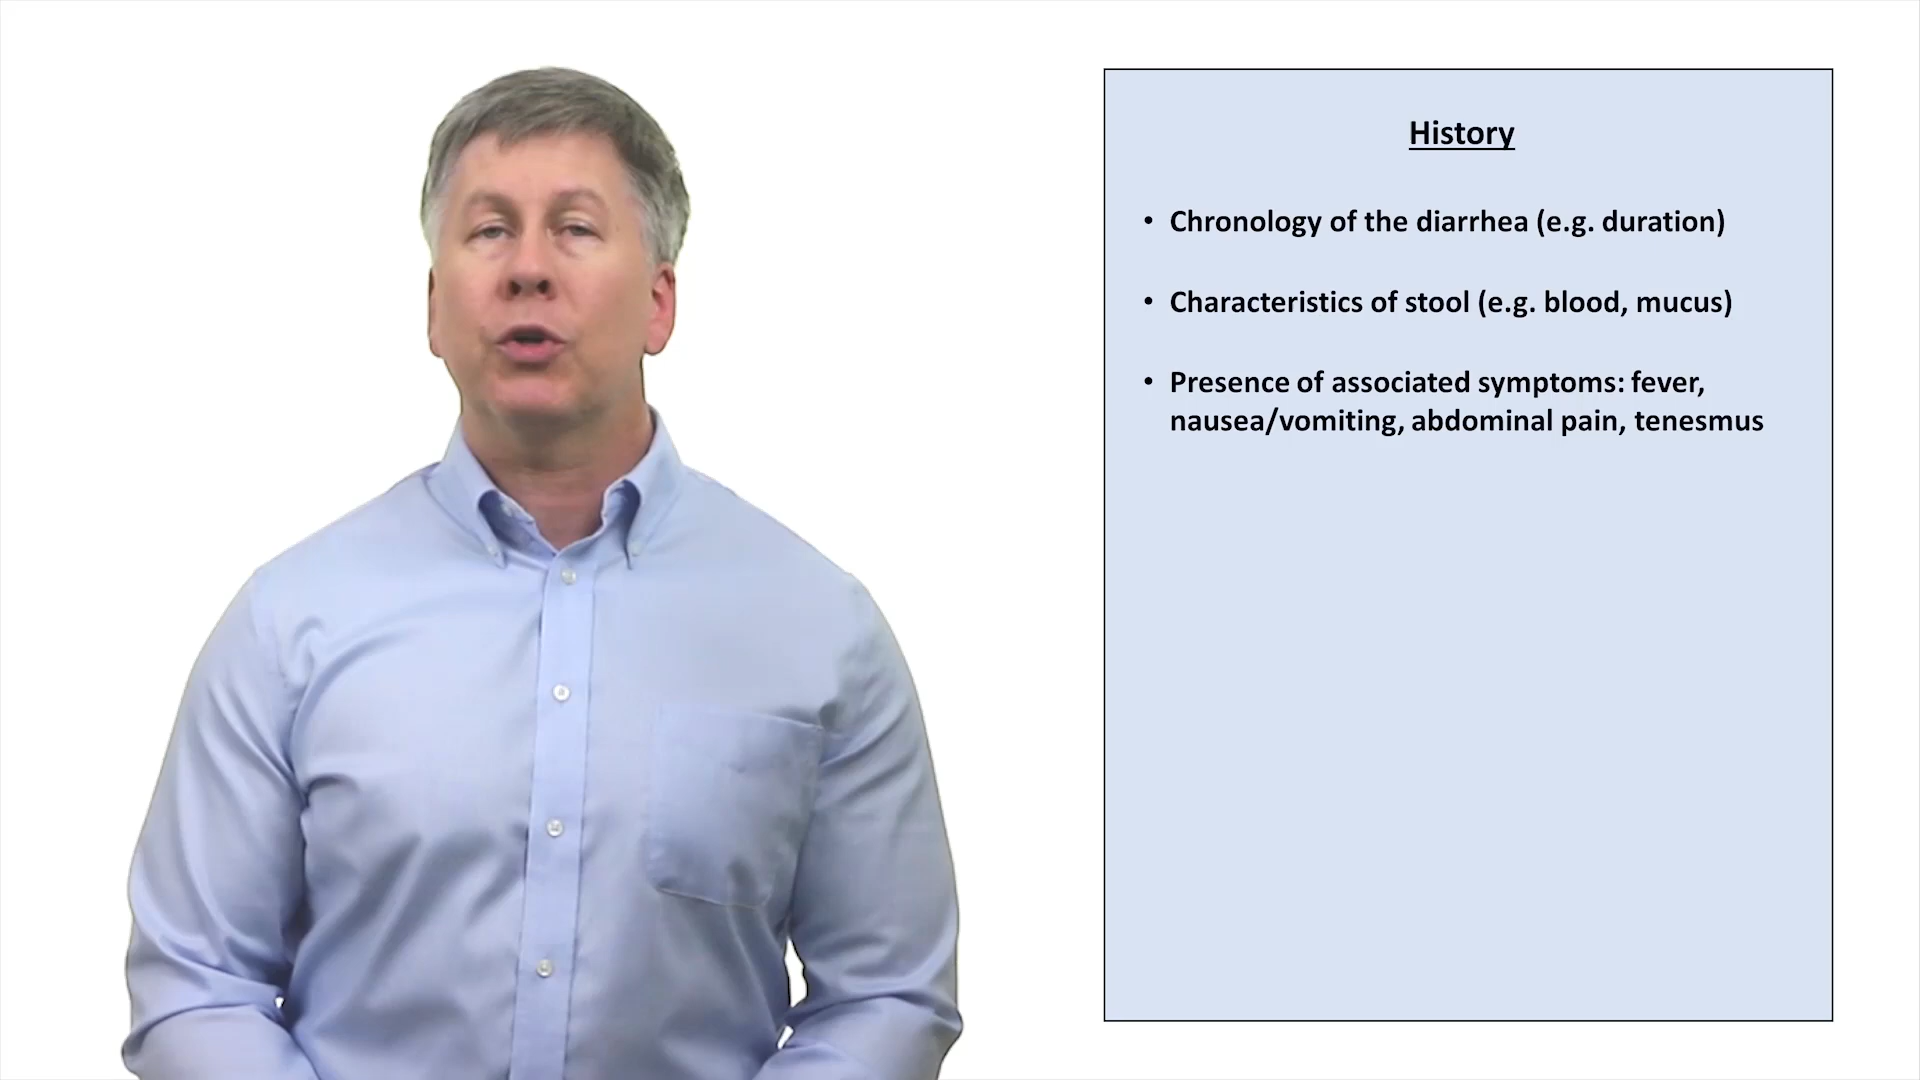 History
• Chronology of the diarrhea (e.g. duration)
• Characteristics of stool (e.g. blood, mucus)
• Presence of associated symptoms: fever,
nausea/vomiting, abdominal pain, tenesmus